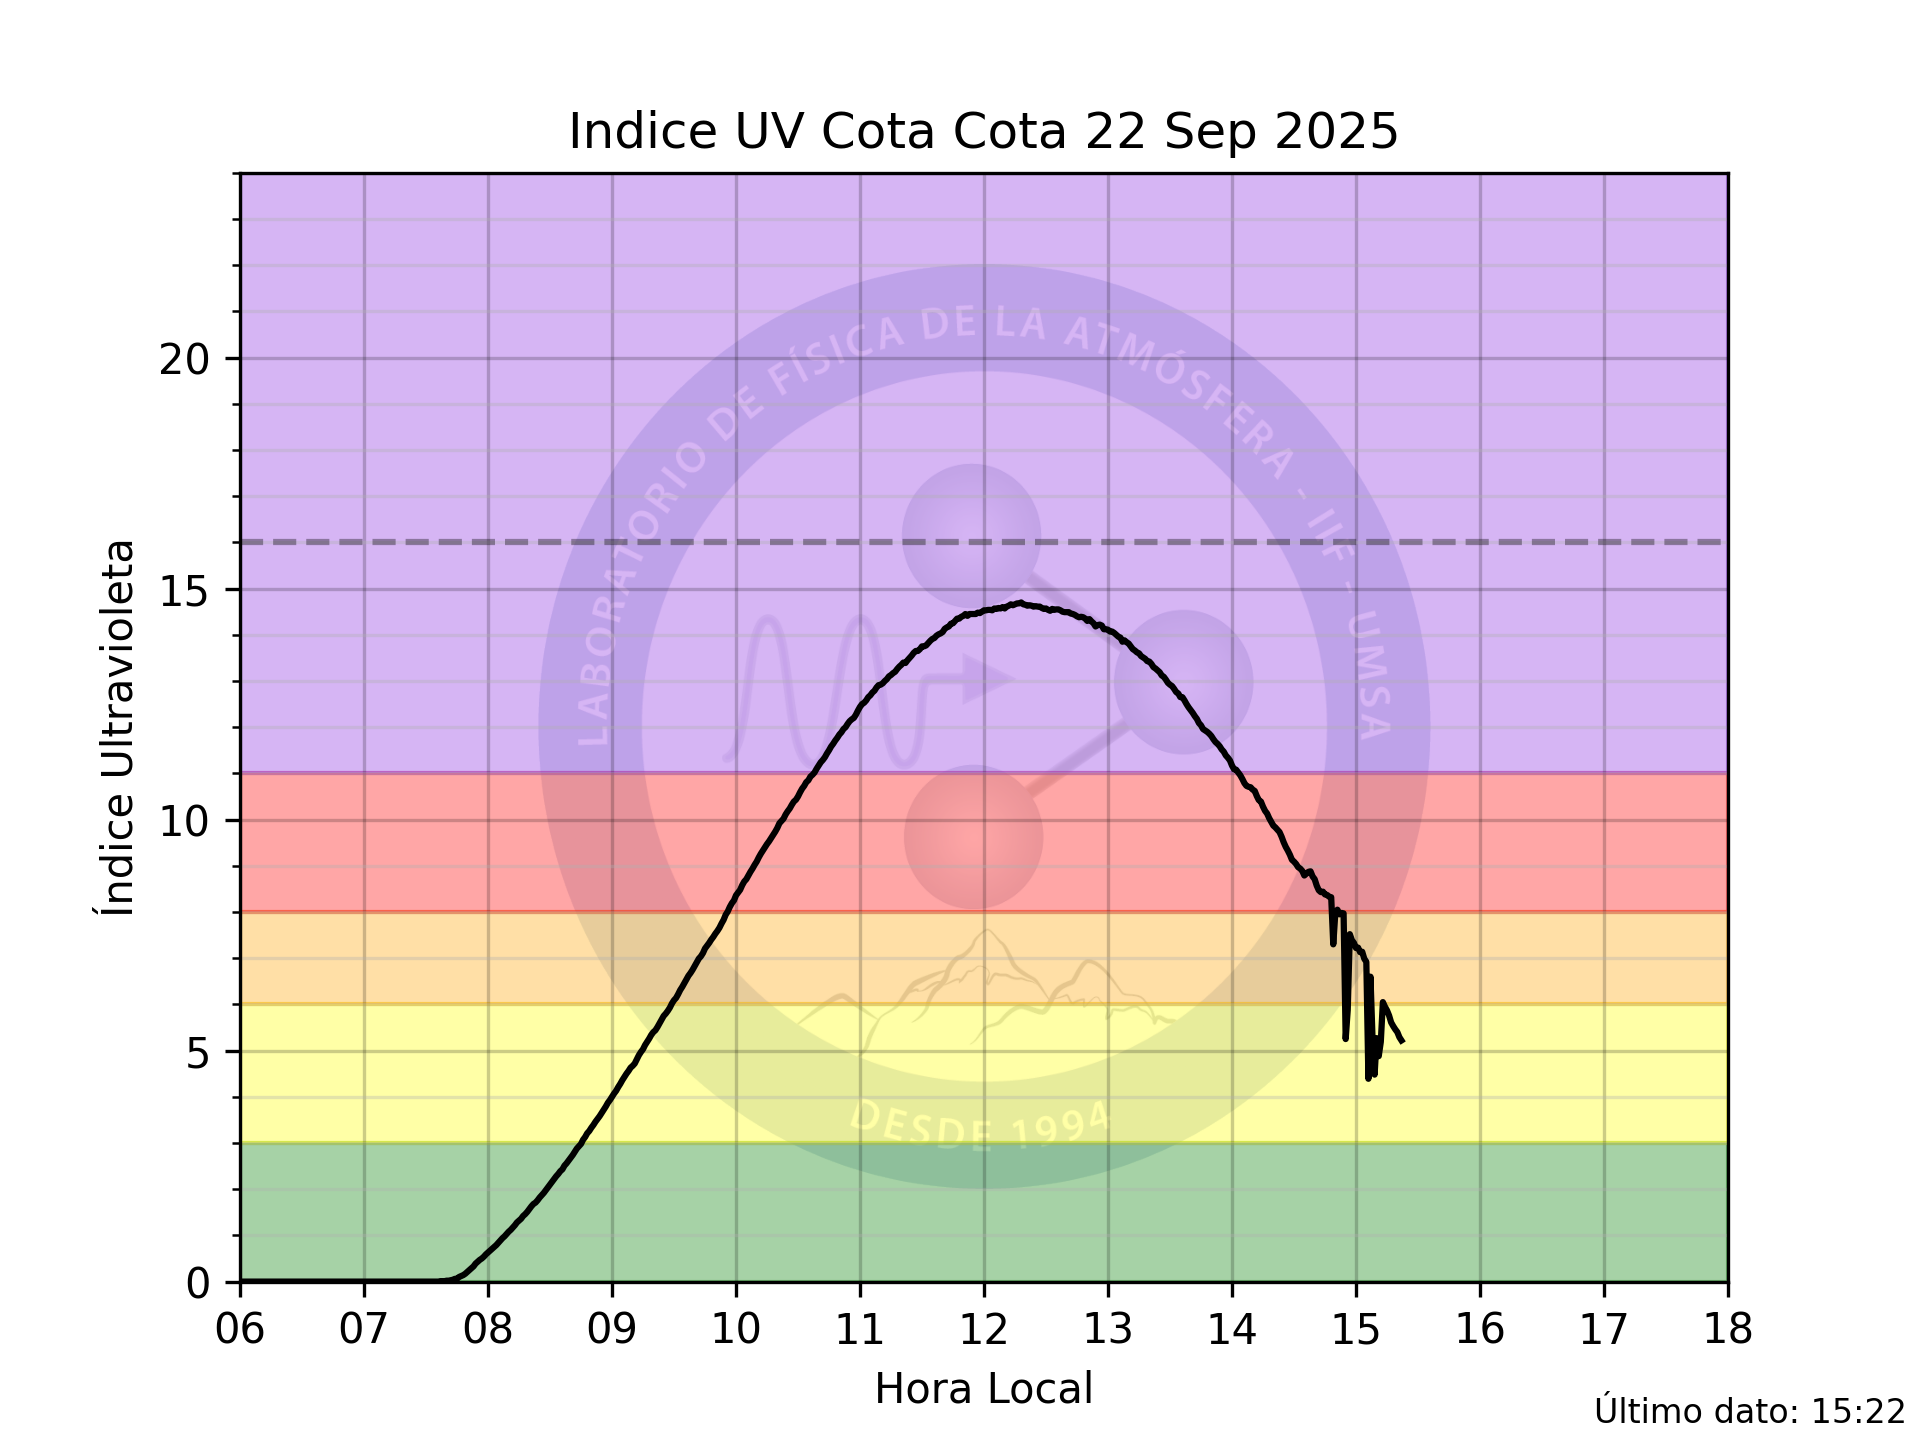 Indice UV Cota Cota 22 Sep 2025
LABORATORIO DE FÍSICA DE LA ATMÓSFERA - IIF - UMSA
DESDE 1994
Índice Ultravioleta
20
15
10
5
0
06 07 08 09 10 11 12 13 14 15 16 17 18
Hora Local
Último dato: 15:22